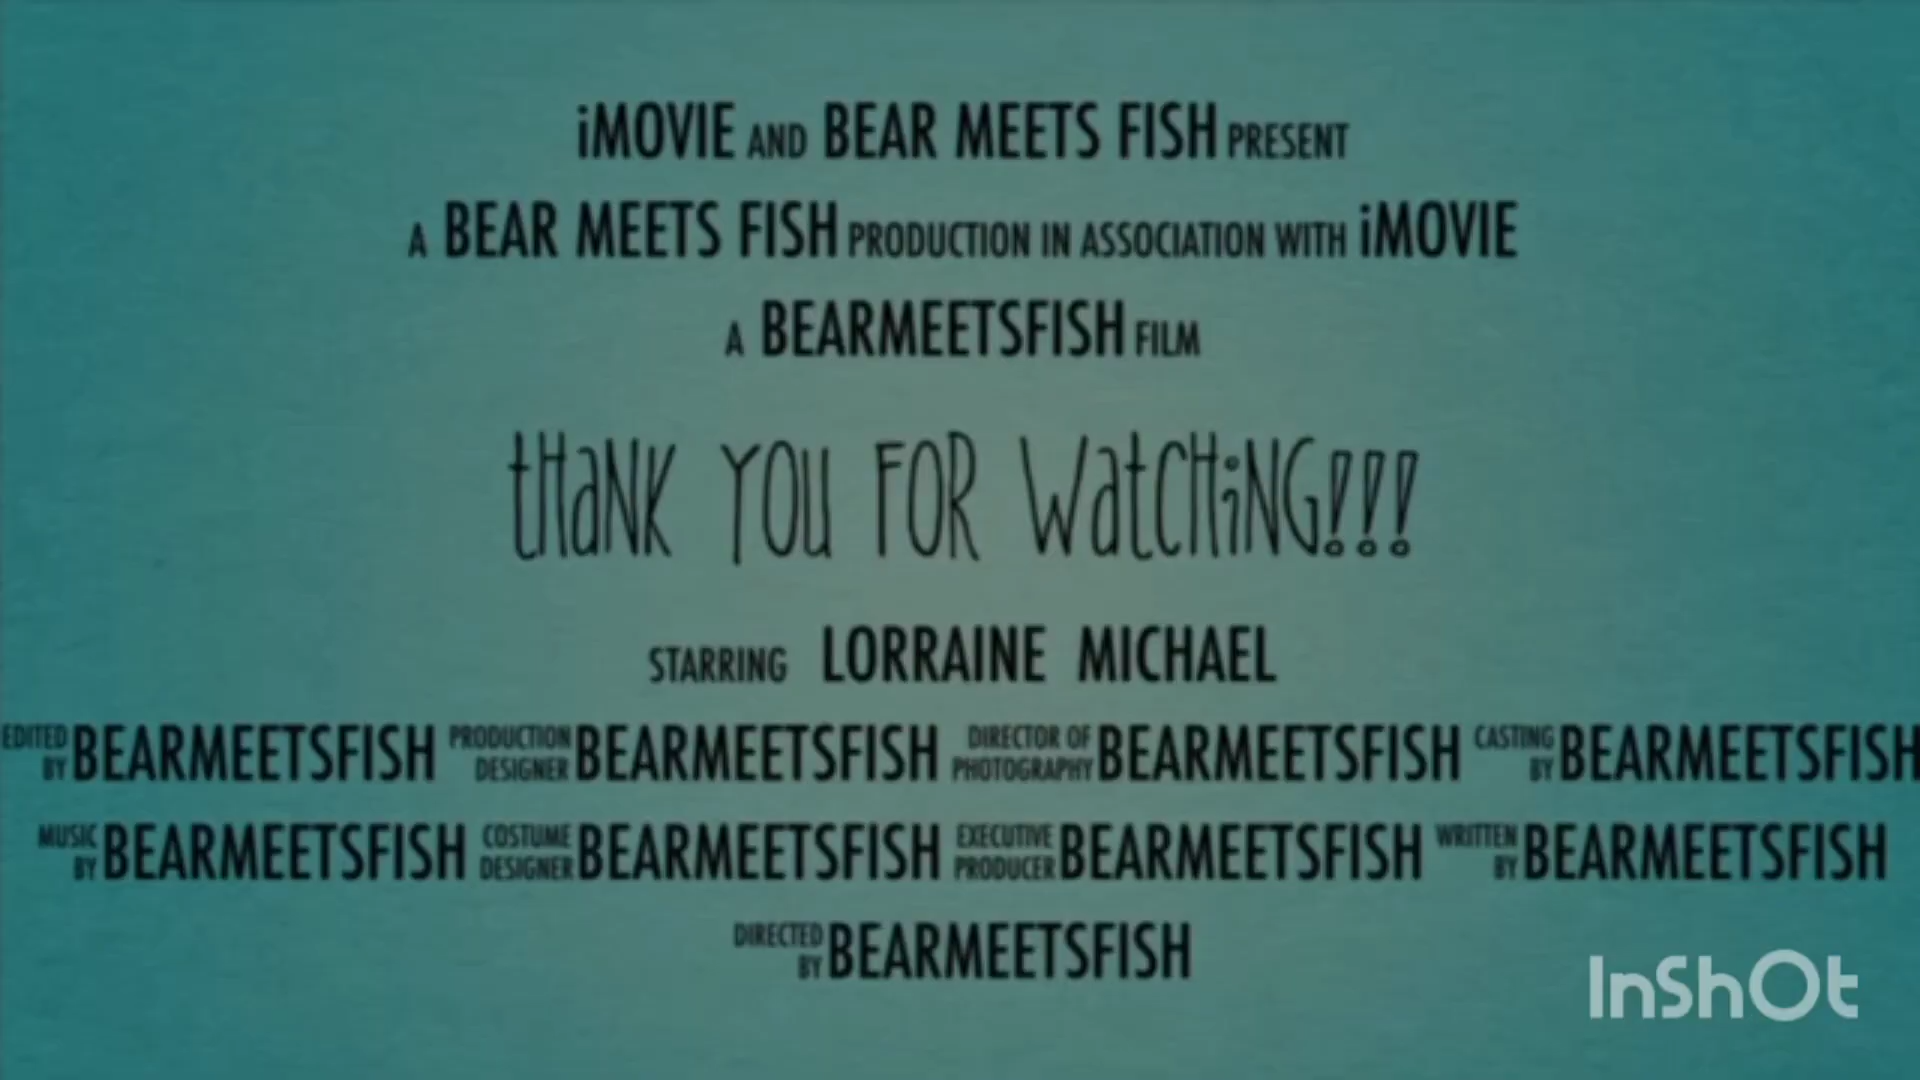 iMOVIE AND BEAR MEETS FISH PRESENT
A BEAR MEETS FISH PRODUCTION IN ASSOCIATION WITH iMOVIE
A BEARMEETSFISH FILM
tHaNK YOU FOR WatCHiNG!!!
STARRING LORRAINE MICHAEL
EDITED BY BEARMEETSFISH PRODUCTION DESIGNER BEARMEETSFISH DIRECTOR OF PHOTOGRAPHY BEARMEETSFISH CASTING BY BEARMEETSFISH
MUSIC BY BEARMEETSFISH COSTUME DESIGNER BEARMEETSFISH EXECUTIVE PRODUCER BEARMEETSFISH WRITTEN BY BEARMEETSFISH
DIRECTED BY BEARMEETSFISH
InShOt